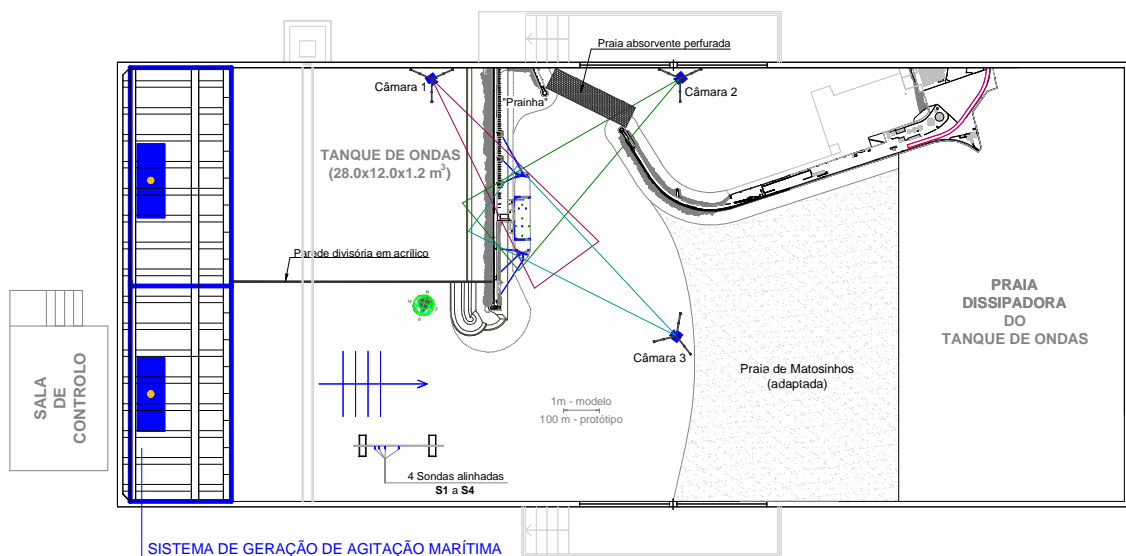 Praia absorvente perfurada
Câmara 1
Câmara 2
"Prainha"
TANQUE DE ONDAS
(28.0x12.0x1.2 m³)
Parede divisória em acrílico
PRAIA
DISSIPADORA
DO
TANQUE DE ONDAS
Câmara 3
Praia de Matosinhos
(adaptada)
SALA
DE
CONTROLO
1m - modelo
100 m - protótipo
4 Sondas alinhadas
S1 a S4
SISTEMA DE GERAÇÃO DE AGITAÇÃO MARÍTIMA